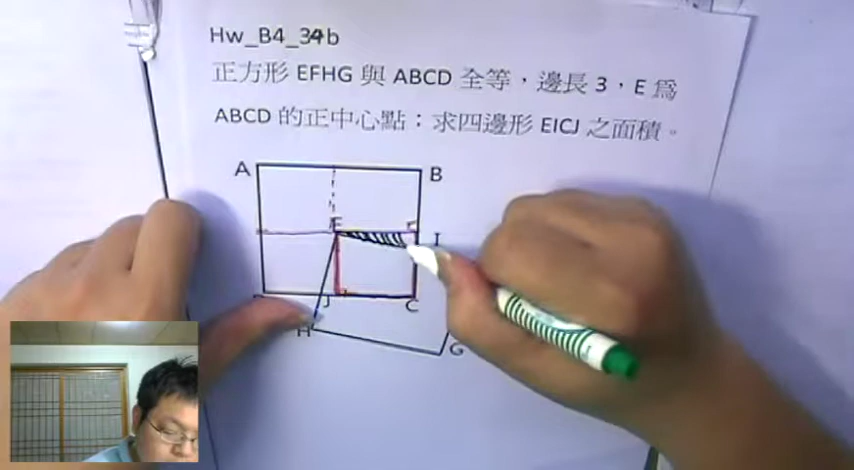 Hw_B4_34b
正方形 EFHG 與 ABCD 全等，邊長 3，E 為
ABCD 的正中心點：求四邊形 EICJ 之面積。
A
B
E
F
I
J
C
H
G